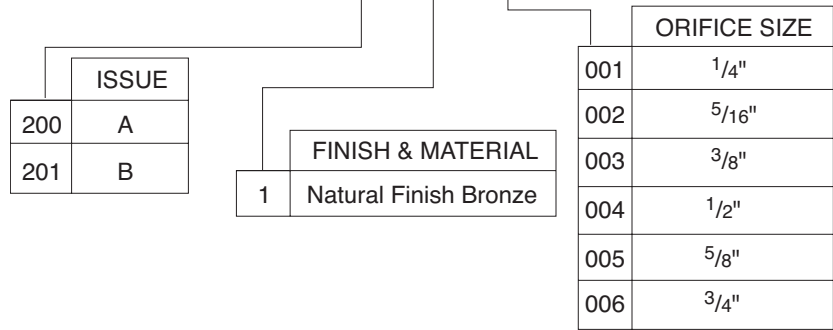 ISSUE
200 A
201 B
FINISH & MATERIAL
1 Natural Finish Bronze
ORIFICE SIZE
001 1/4"
002 5/16"
003 3/8"
004 1/2"
005 5/8"
006 3/4"